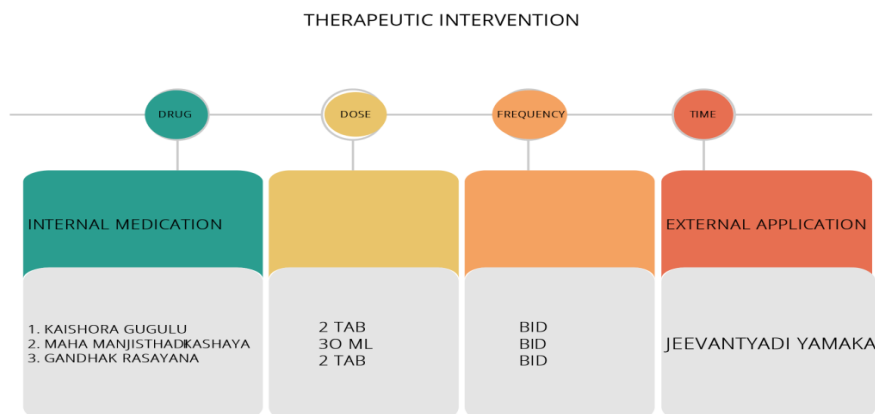 THERAPEUTIC INTERVENTION
DRUG
DOSE
FREQUENCY
TIME
INTERNAL MEDICATION
EXTERNAL APPLICATION
1. KAISHORA GUGULU
2. MAHA MANJISTHADI KASHAYA
3. GANDHAK RASAYANA
2 TAB
3O ML
2 TAB
BID
BID
BID
JEEVANTYADI YAMAKA